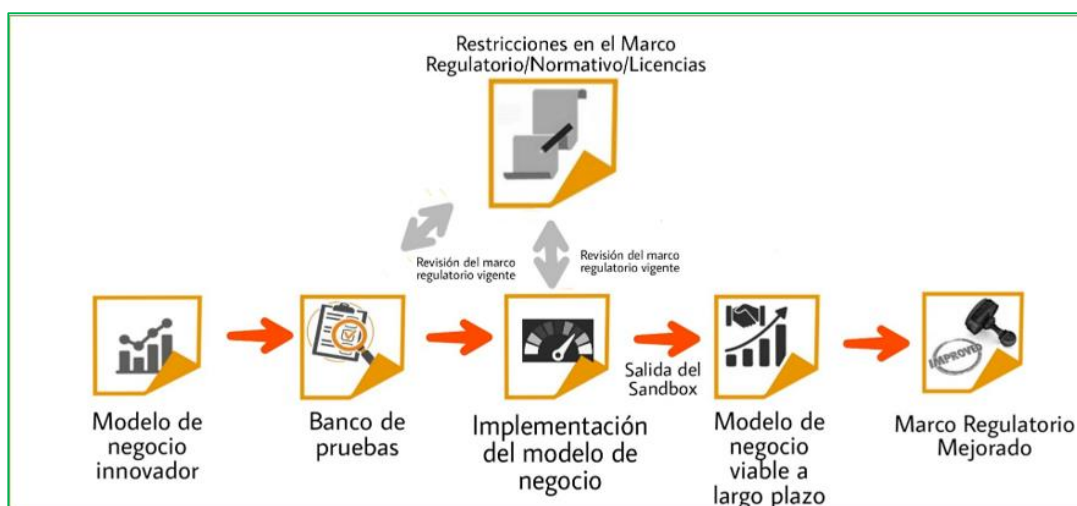 Restricciones en el Marco
Regulatorio/Normativo/Licencias
Revisión del marco
regulatorio vigente
Revisión del marco
regulatorio vigente
Salida del
Sandbox
IMPROVED
Modelo de
negocio
innovador
Banco de
pruebas
Implementación
del modelo de
negocio
Modelo de
negocio
viable a
largo plazo
Marco Regulatorio
Mejorado